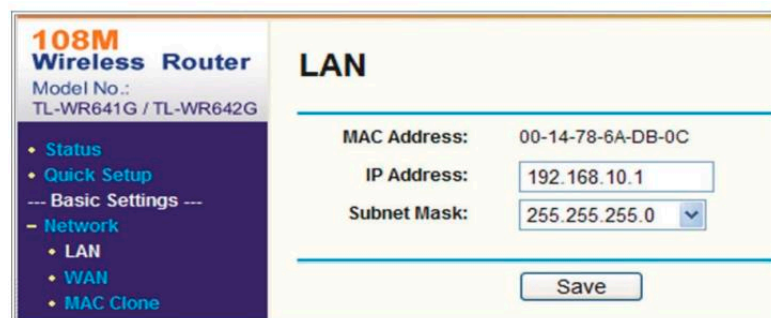 108M
Wireless Router
Model No.:
TL-WR641G / TL-WR642G
• Status
• Quick Setup
--- Basic Settings ---
– Network
• LAN
• WAN
• MAC Clone
LAN
MAC Address: 00-14-78-6A-DB-0C
IP Address: 192.168.10.1
Subnet Mask: 255.255.255.0
Save